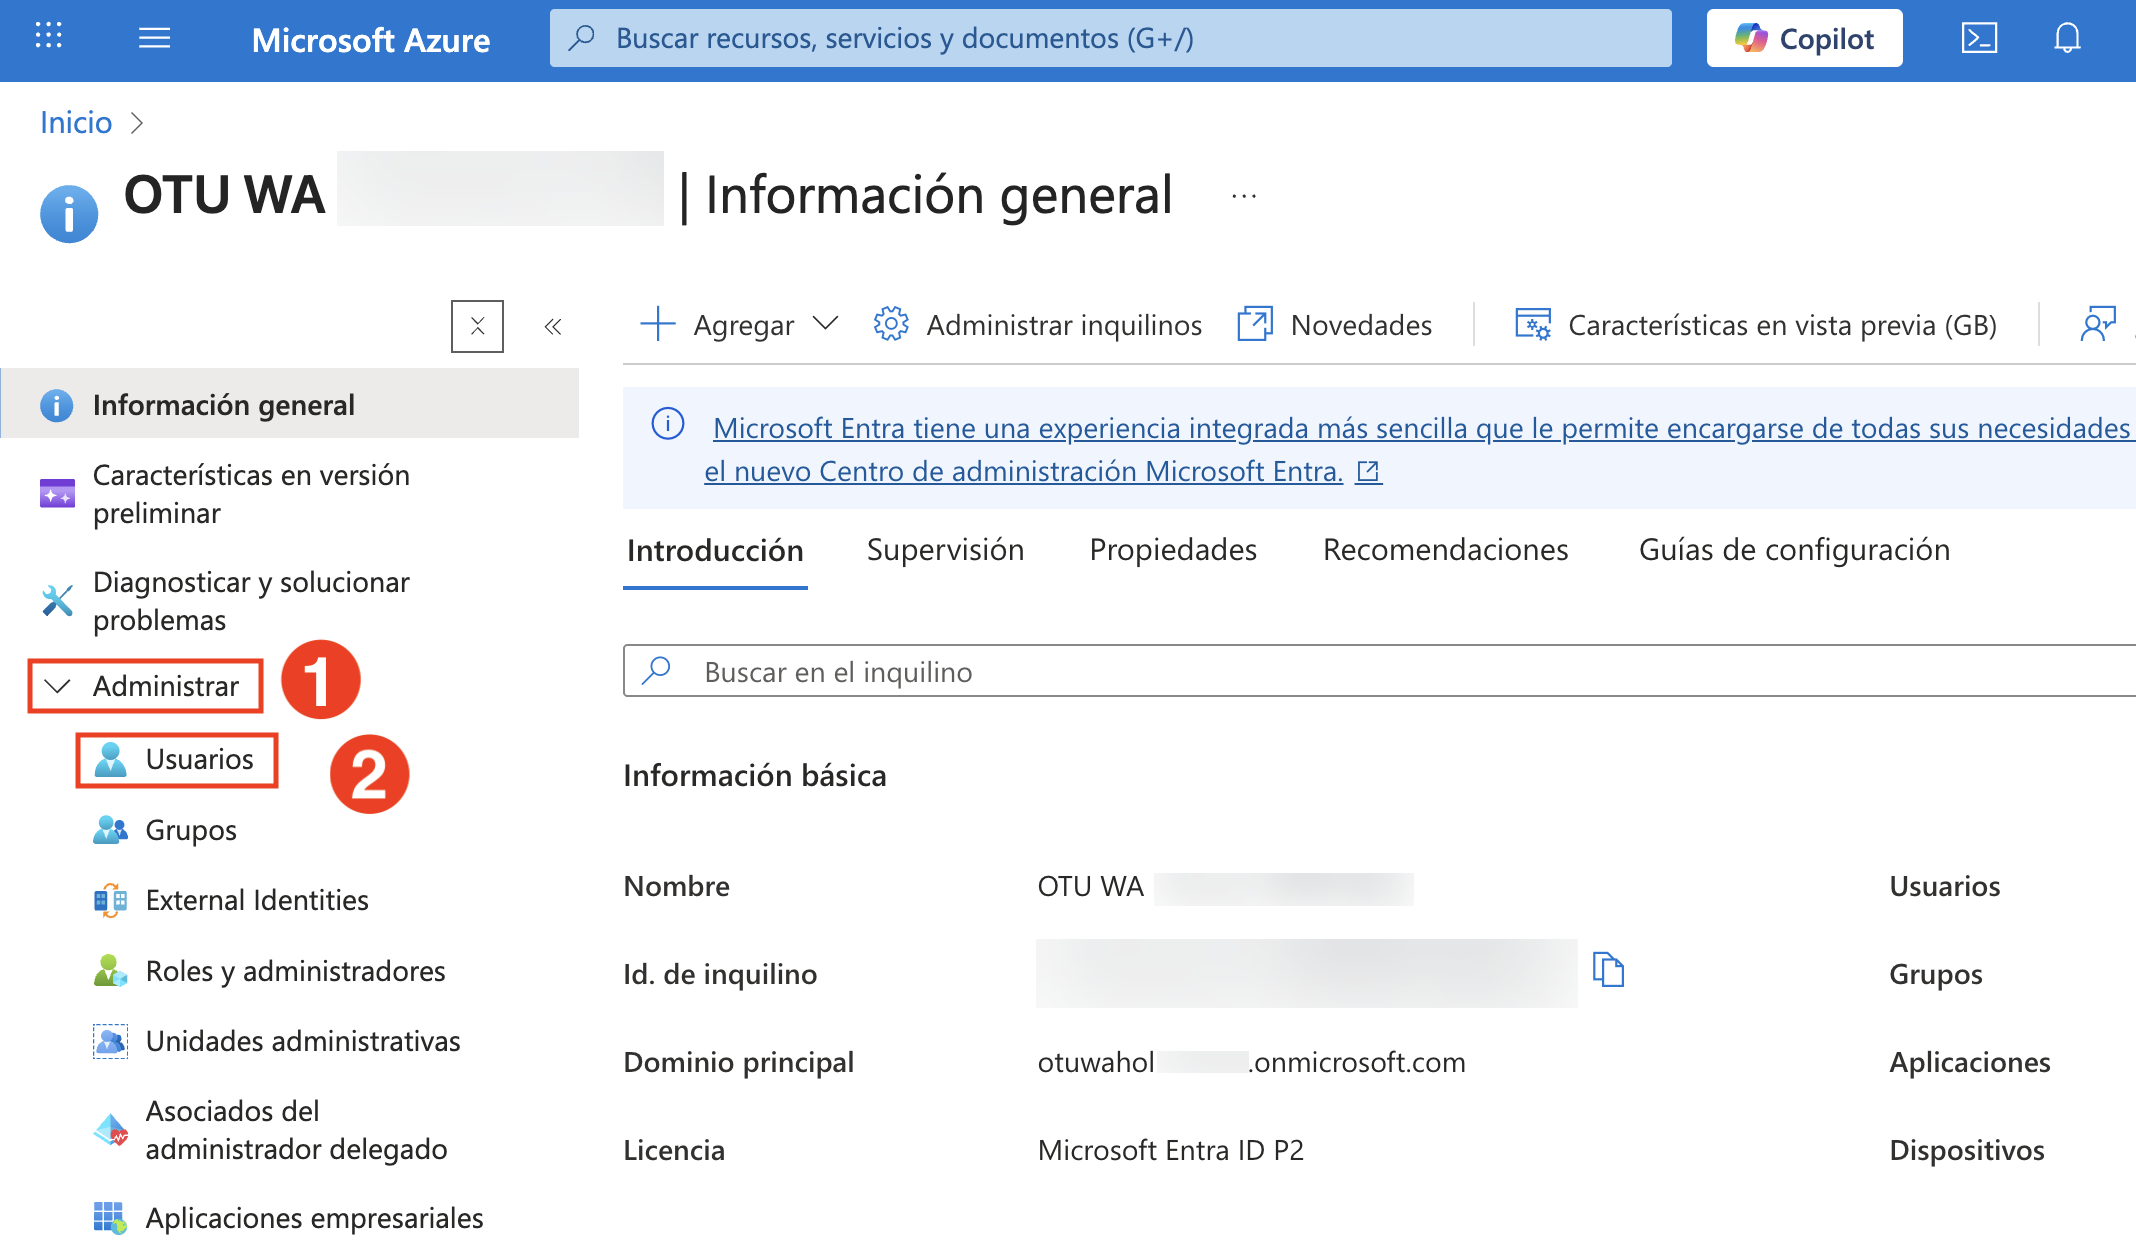 Microsoft Azure
Buscar recursos, servicios y documentos (G+/)
Copilot
Inicio
OTU WA | Información general ...
Agregar
Administrar inquilinos
Novedades
Características en vista previa (GB)
Información general
Características en versión
preliminar
Diagnosticar y solucionar
problemas
Administrar
1
Usuarios
2
Grupos
External Identities
Roles y administradores
Unidades administrativas
Asociados del
administrador delegado
Aplicaciones empresariales
Microsoft Entra tiene una experiencia integrada más sencilla que le permite encargarse de todas sus necesidades
el nuevo Centro de administración Microsoft Entra.
Introducción
Supervisión
Propiedades
Recomendaciones
Guías de configuración
Buscar en el inquilino
Información básica
Nombre
OTU WA
Usuarios
Id. de inquilino
Grupos
Dominio principal
otuwahol .onmicrosoft.com
Aplicaciones
Licencia
Microsoft Entra ID P2
Dispositivos